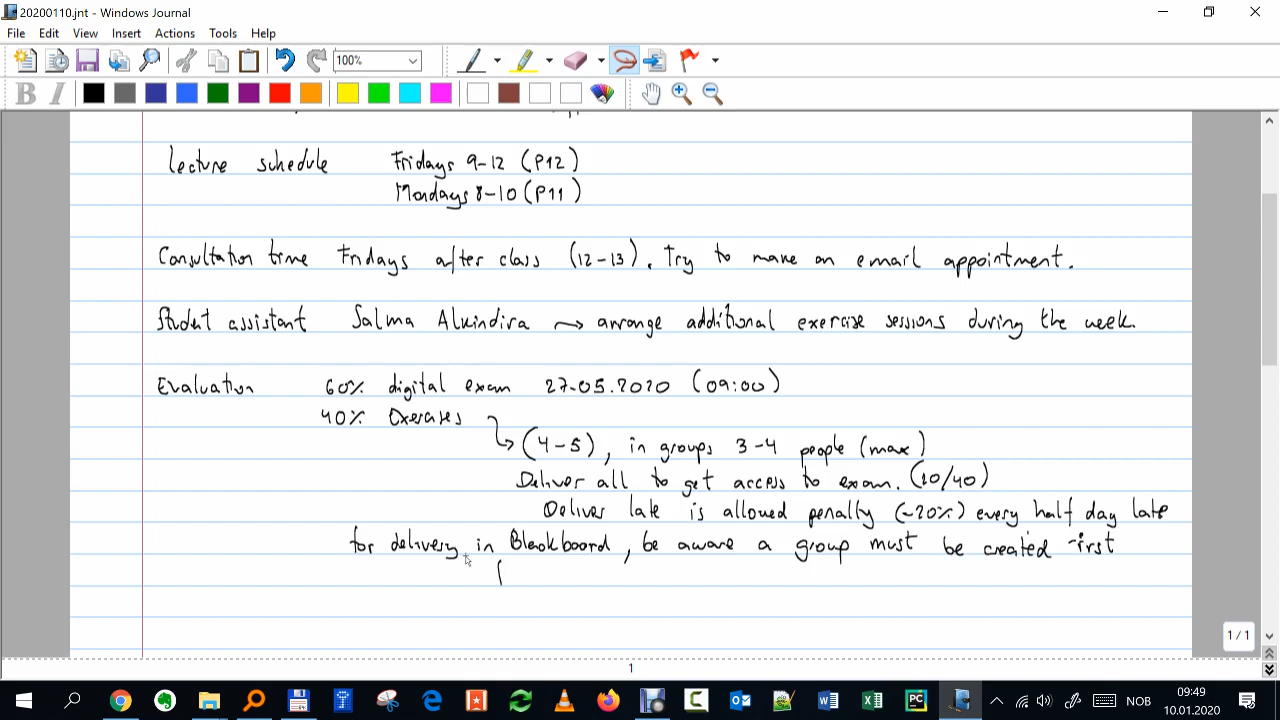 20200110.jnt - Windows Journal
File Edit View Insert Actions Tools Help
100%
B I
Lecture schedule Fridays 9-12 (P12)
Mondays 8-10 (P11)
Consultation time Fridays after class (12-13). Try to make an email appointment.
Student assistant Salma Alkindira → arrange additional exercise sessions during the week.
Evaluation 60% digital exam 27.05.2020 (09:00)
40% Exercises
(4-5), in groups 3-4 people (max)
Deliver all to get access to exam. (10/40)
Deliver late is allowed penalty (-20%) every half day late
for delivery in Blackboard, be aware a group must be created first
(
1 / 1
1
NOB
09:49
10.01.2020